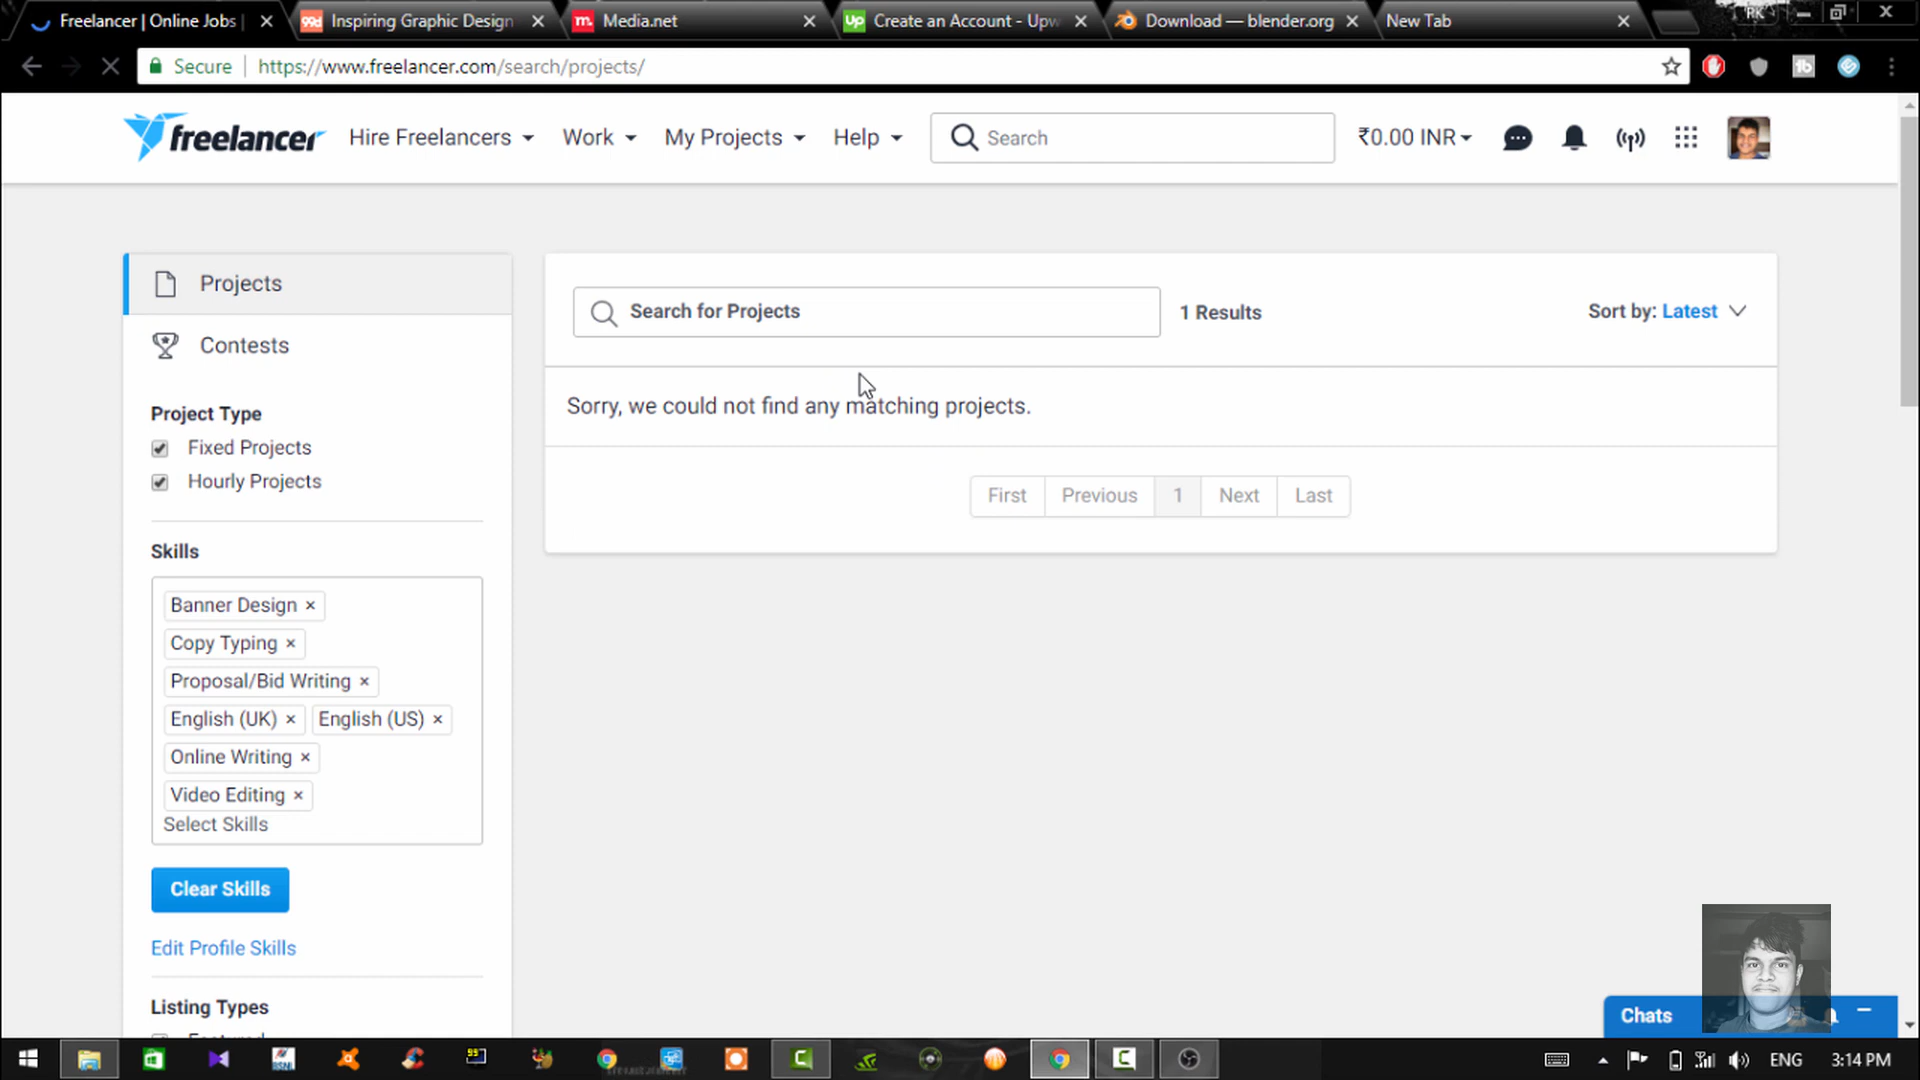 Freelancer | Online Jobs |
99d Inspiring Graphic Design
m. Media.net
Up Create an Account - Upw
Download — blender.org
New Tab
RK
Secure https://www.freelancer.com/search/projects/
freelancer Hire Freelancers Work My Projects Help Search ₹0.00 INR
Projects
Contests
Project Type
Fixed Projects
Hourly Projects
Skills
Banner Design ×
Copy Typing ×
Proposal/Bid Writing ×
English (UK) × English (US) ×
Online Writing ×
Video Editing ×
Select Skills
Clear Skills
Edit Profile Skills
Listing Types
Featured
Search for Projects 1 Results Sort by: Latest
Sorry, we could not find any matching projects.
First Previous 1 Next Last
Chats
ENG 3:14 PM